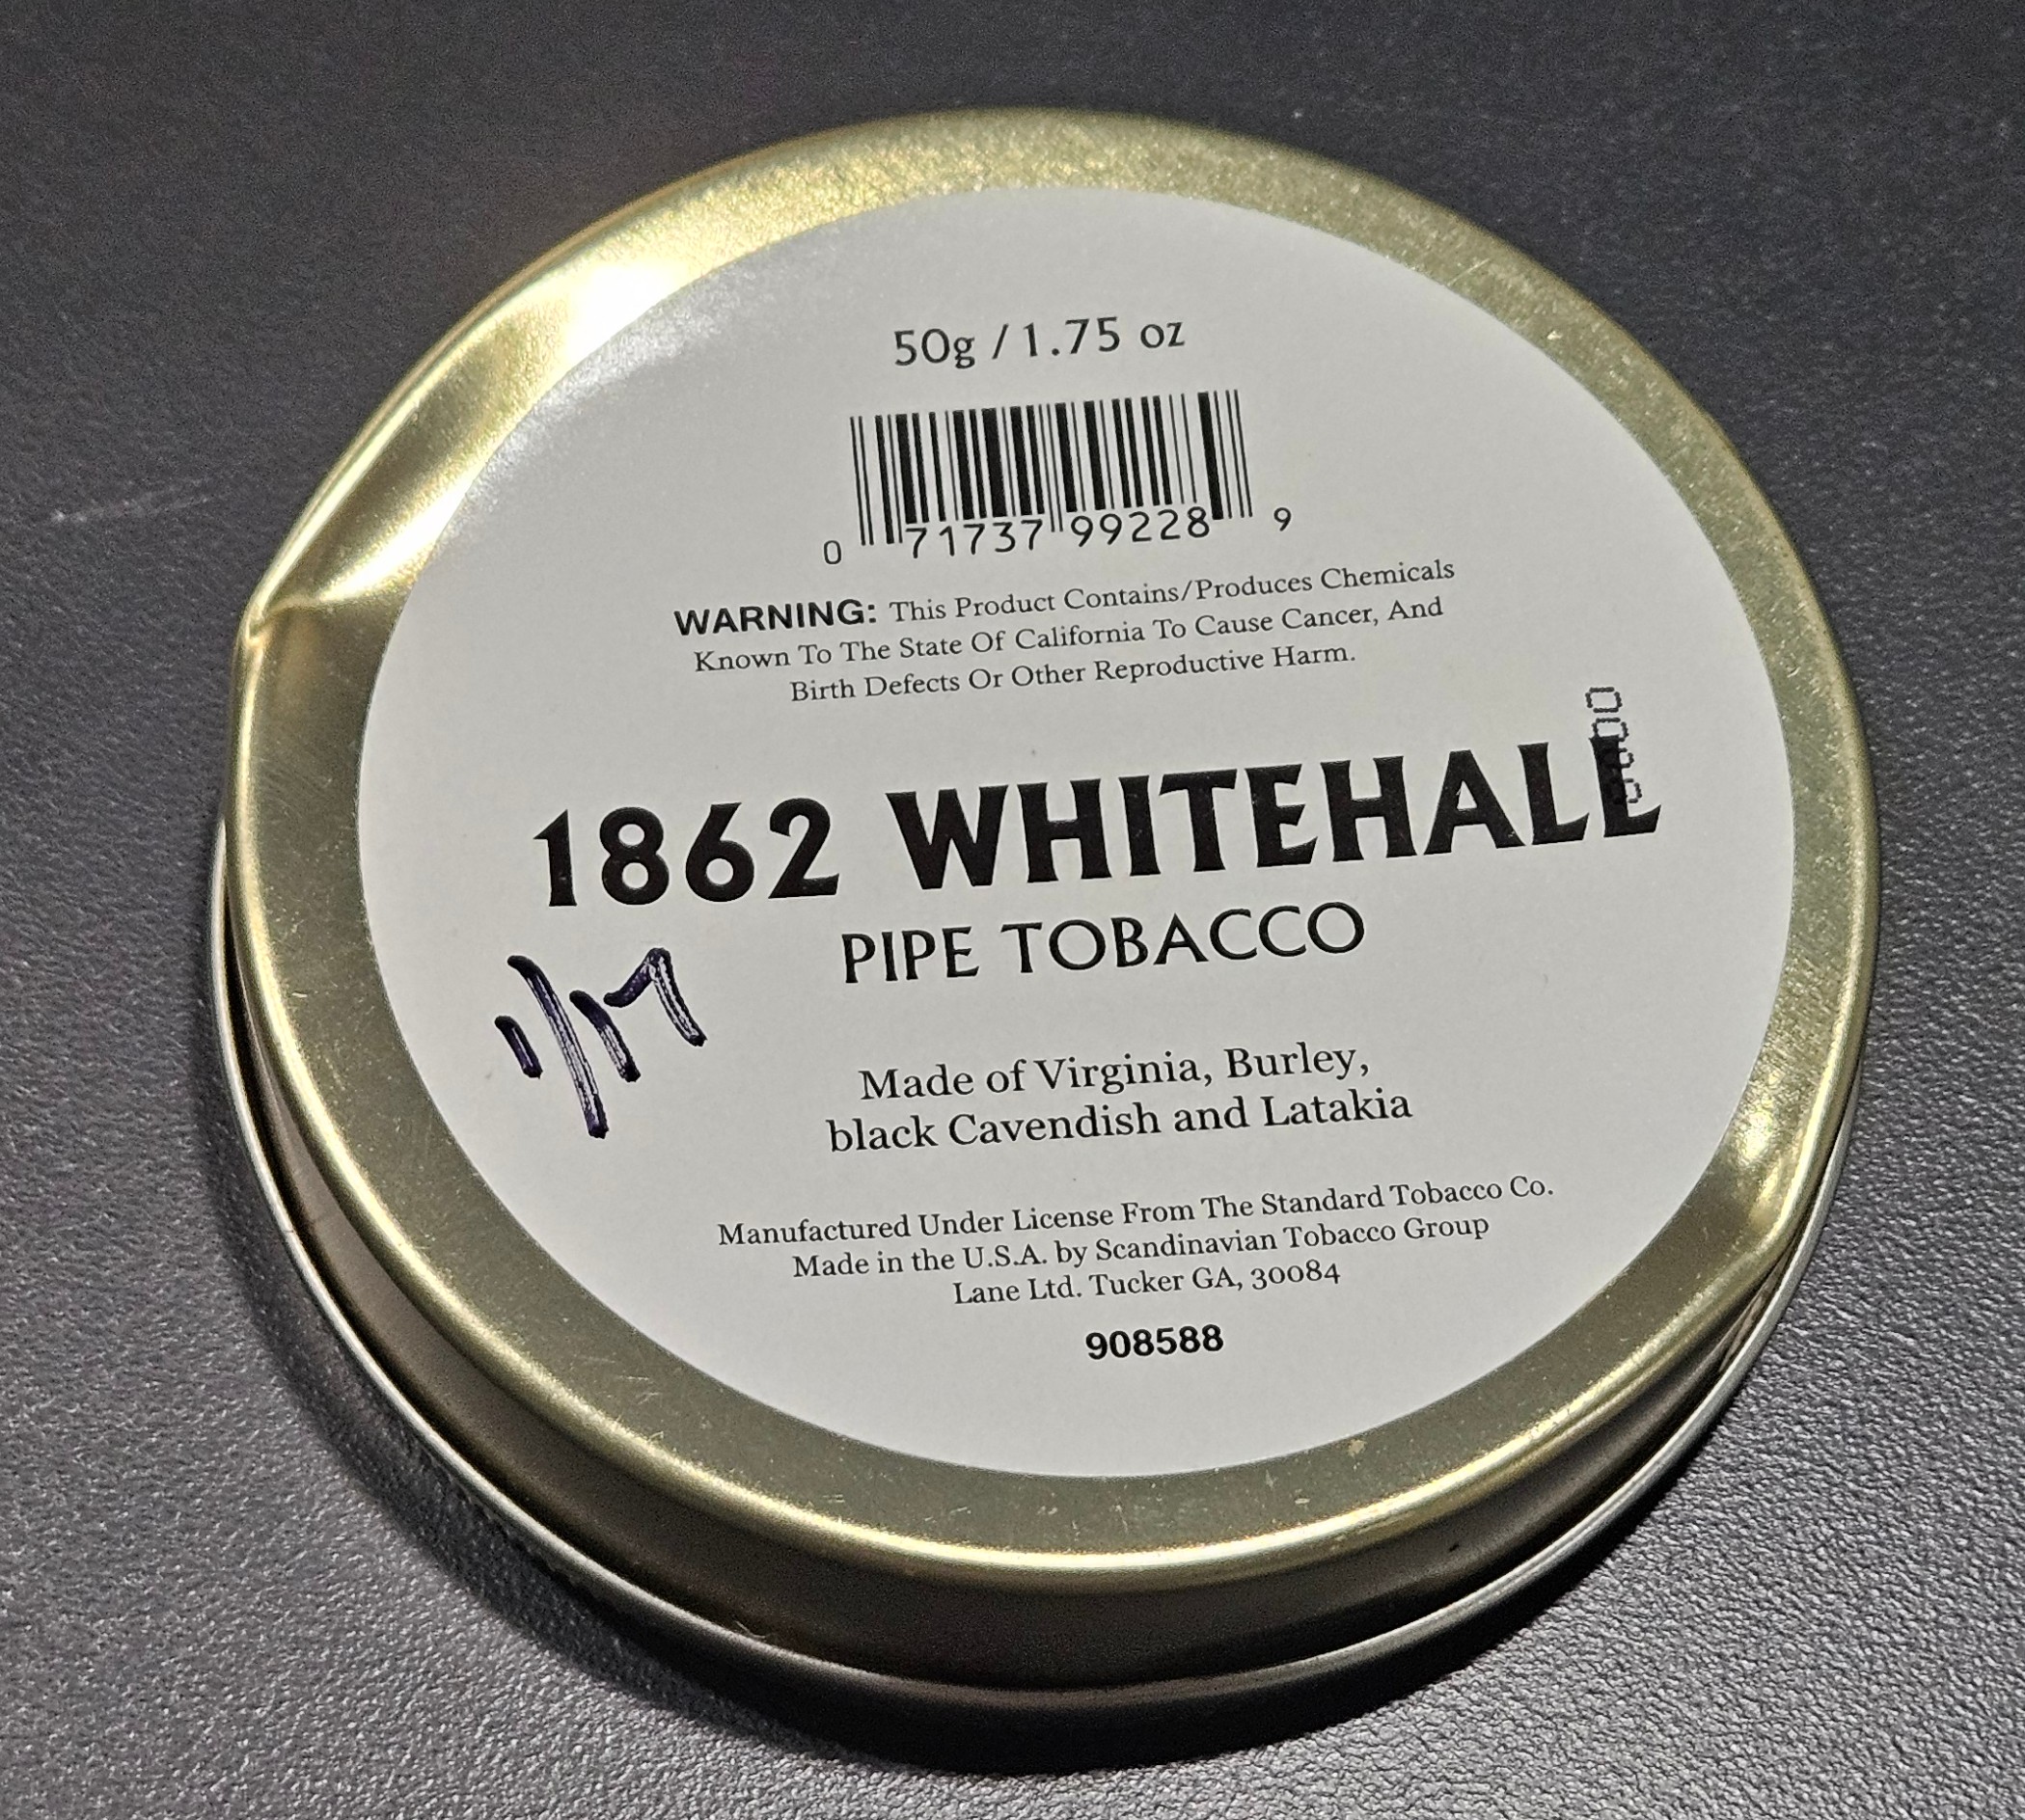 50g / 1.75 oz
0 71737 99228 9
WARNING: This Product Contains/Produces Chemicals
Known To The State Of California To Cause Cancer, And
Birth Defects Or Other Reproductive Harm.
1862 WHITEHALL
PIPE TOBACCO
1/17
Made of Virginia, Burley,
black Cavendish and Latakia
Manufactured Under License From The Standard Tobacco Co.
Made in the U.S.A. by Scandinavian Tobacco Group
Lane Ltd. Tucker GA, 30084
908588